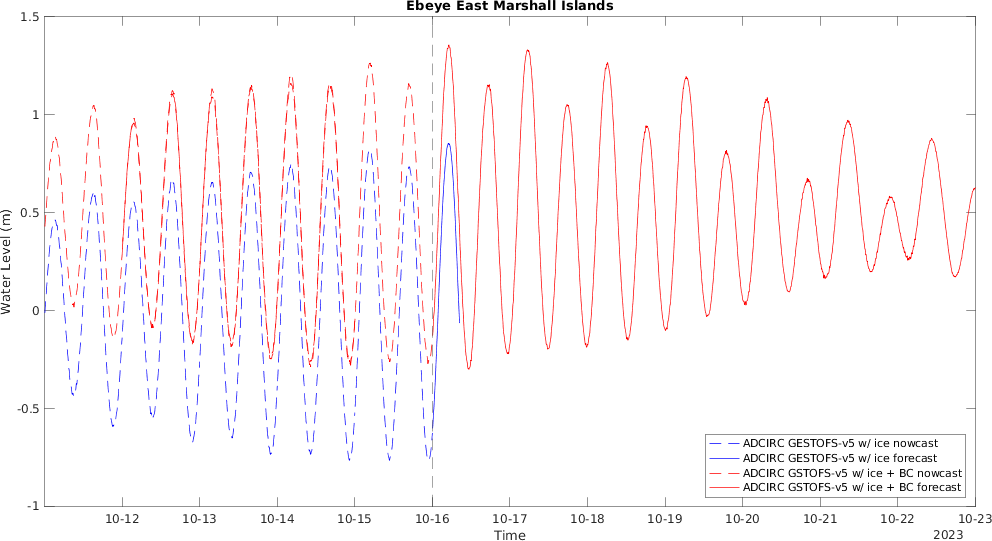 Ebeye East Marshall Islands
1.5
1
0.5
0
-0.5
-1
Water Level (m)
10-12 10-13 10-14 10-15 10-16 10-17 10-18 10-19 10-20 10-21 10-22 10-23
Time
2023
ADCIRC GESTOFS-v5 w/ ice nowcast
ADCIRC GESTOFS-v5 w/ ice forecast
ADCIRC GSTOFS-v5 w/ ice + BC nowcast
ADCIRC GSTOFS-v5 w/ ice + BC forecast